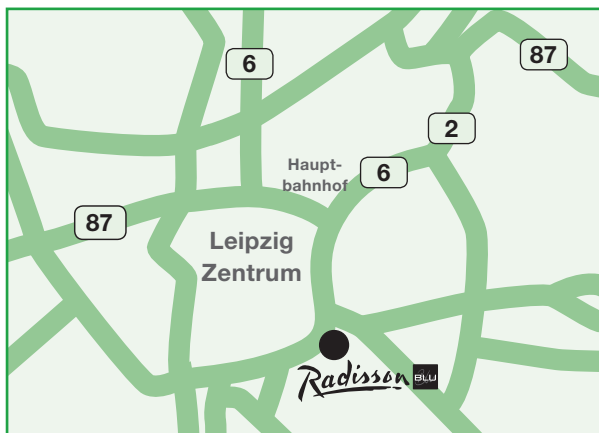 6
87
2
Haupt-
bahnhof
6
87
Leipzig
Zentrum
Radisson BLU